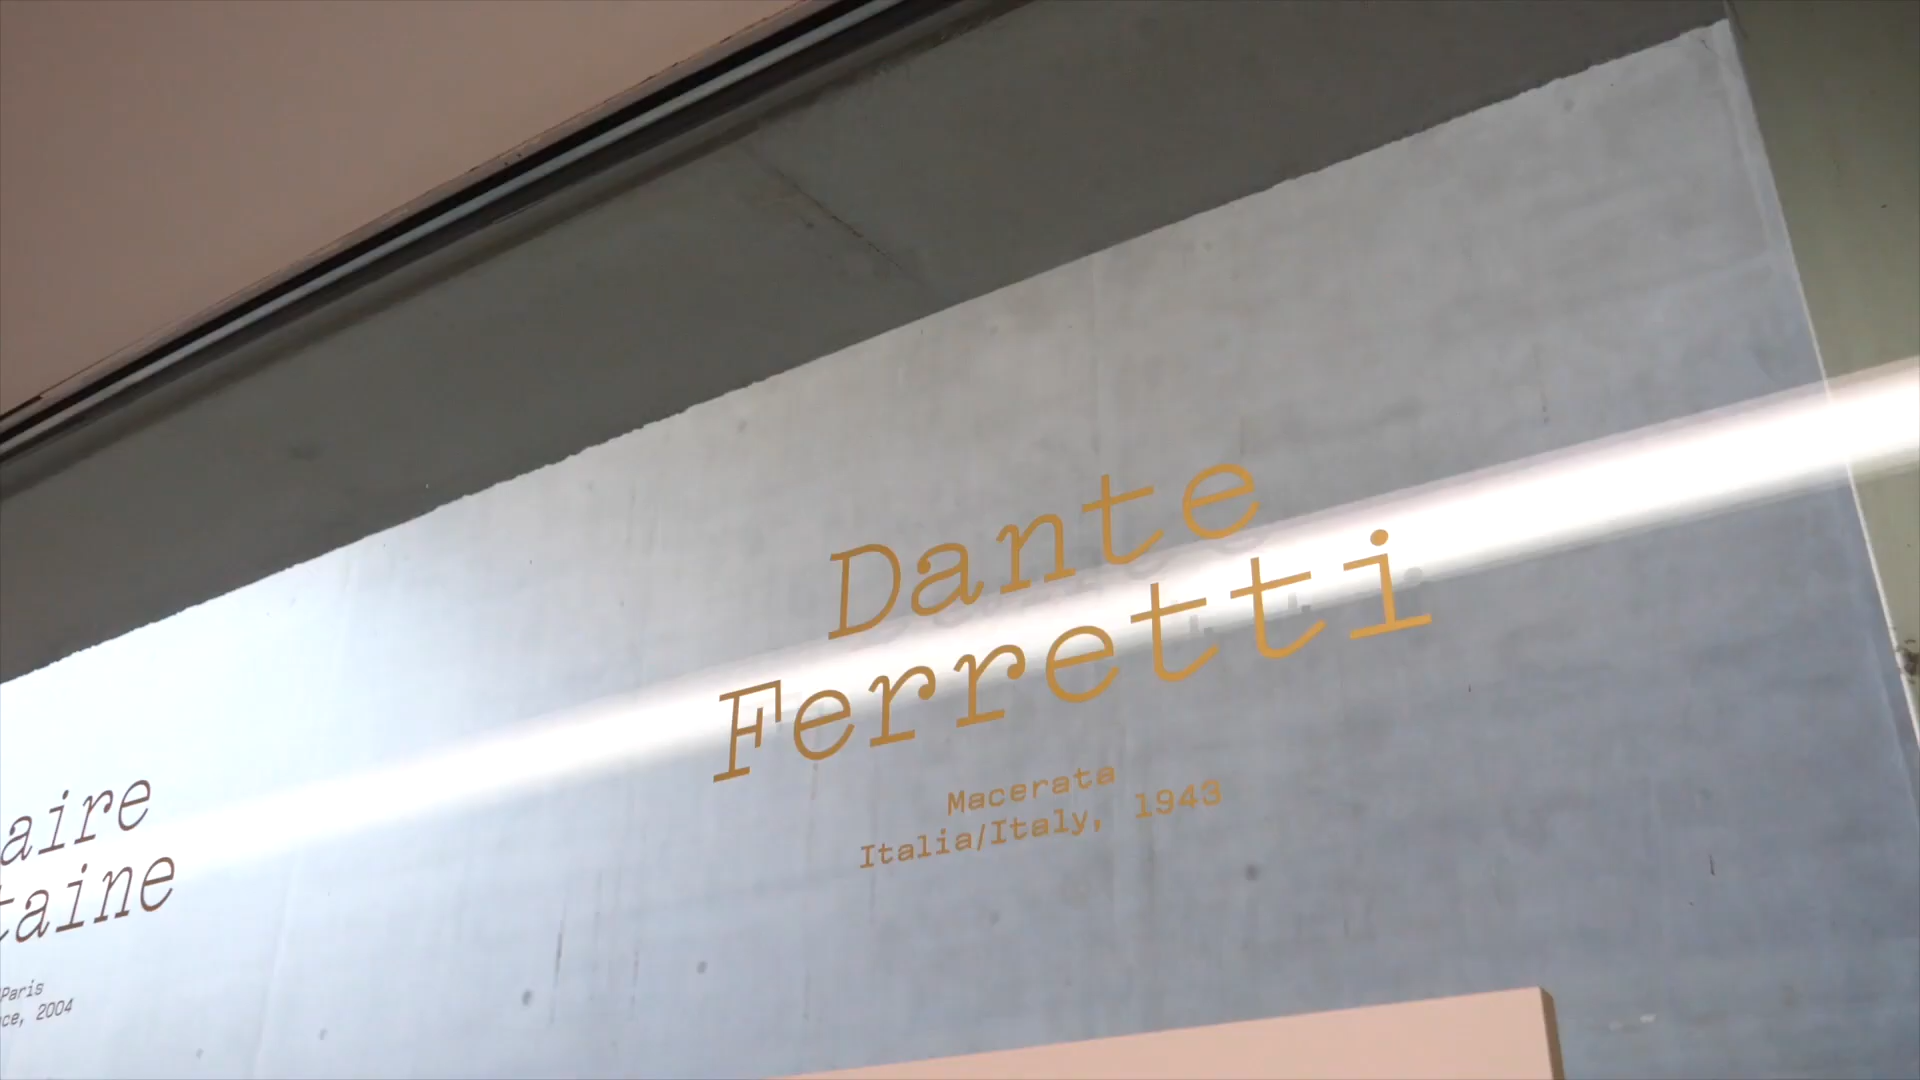 Dante
Ferretti
Macerata
Italia/Italy, 1943
aire
taine
Paris
ce, 2004